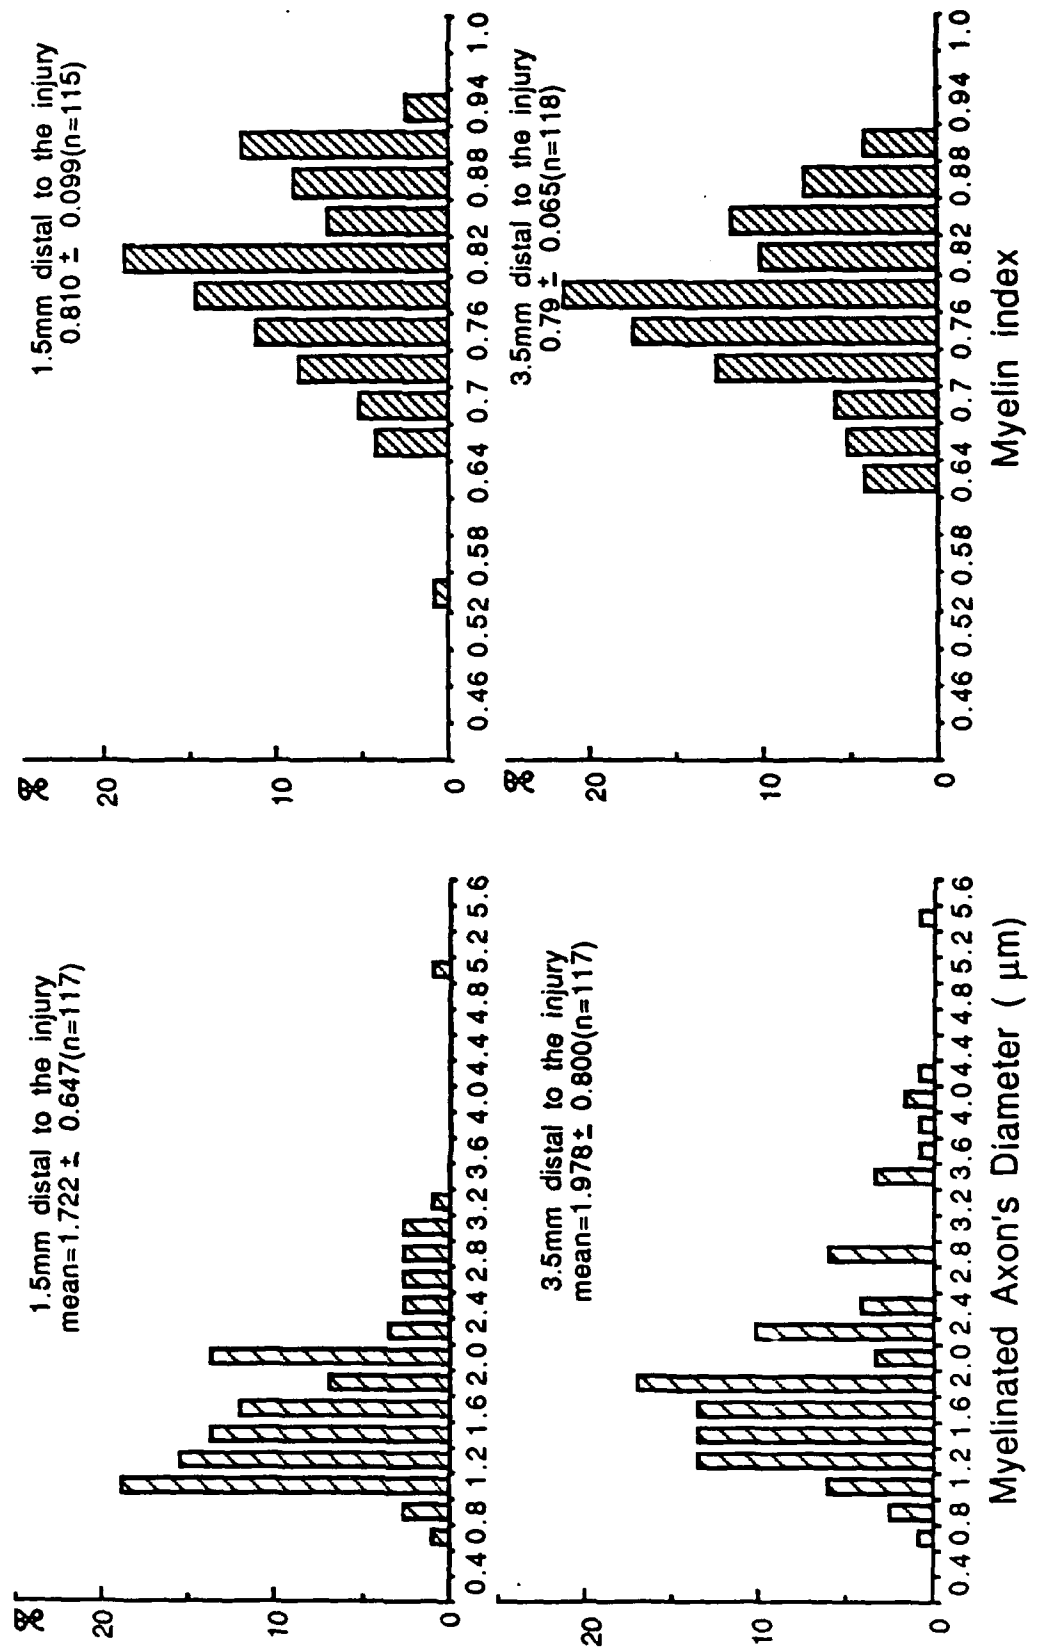 %
20
10
0
1.5mm distal to the injury
mean=1.722 ± 0.647(n=117)
0.4 0.8 1.2 1.6 2.0 2.4 2.8 3.2 3.6 4.0 4.4 4.8 5.2 5.6
%
20
10
0
1.5mm distal to the injury
0.810 ± 0.099(n=115)
0.46 0.52 0.58 0.64 0.7 0.76 0.82 0.88 0.94 1.0
20
10
0
3.5mm distal to the injury
mean=1.978± 0.800(n=117)
0.4 0.8 1.2 1.6 2.0 2.4 2.8 3.2 3.6 4.0 4.4 4.8 5.2 5.6
Myelinated Axon's Diameter ( μm)
%
20
10
0
3.5mm distal to the injury
0.79 ± 0.065(n=118)
0.46 0.52 0.58 0.64 0.7 0.76 0.82 0.88 0.94 1.0
Myelin index